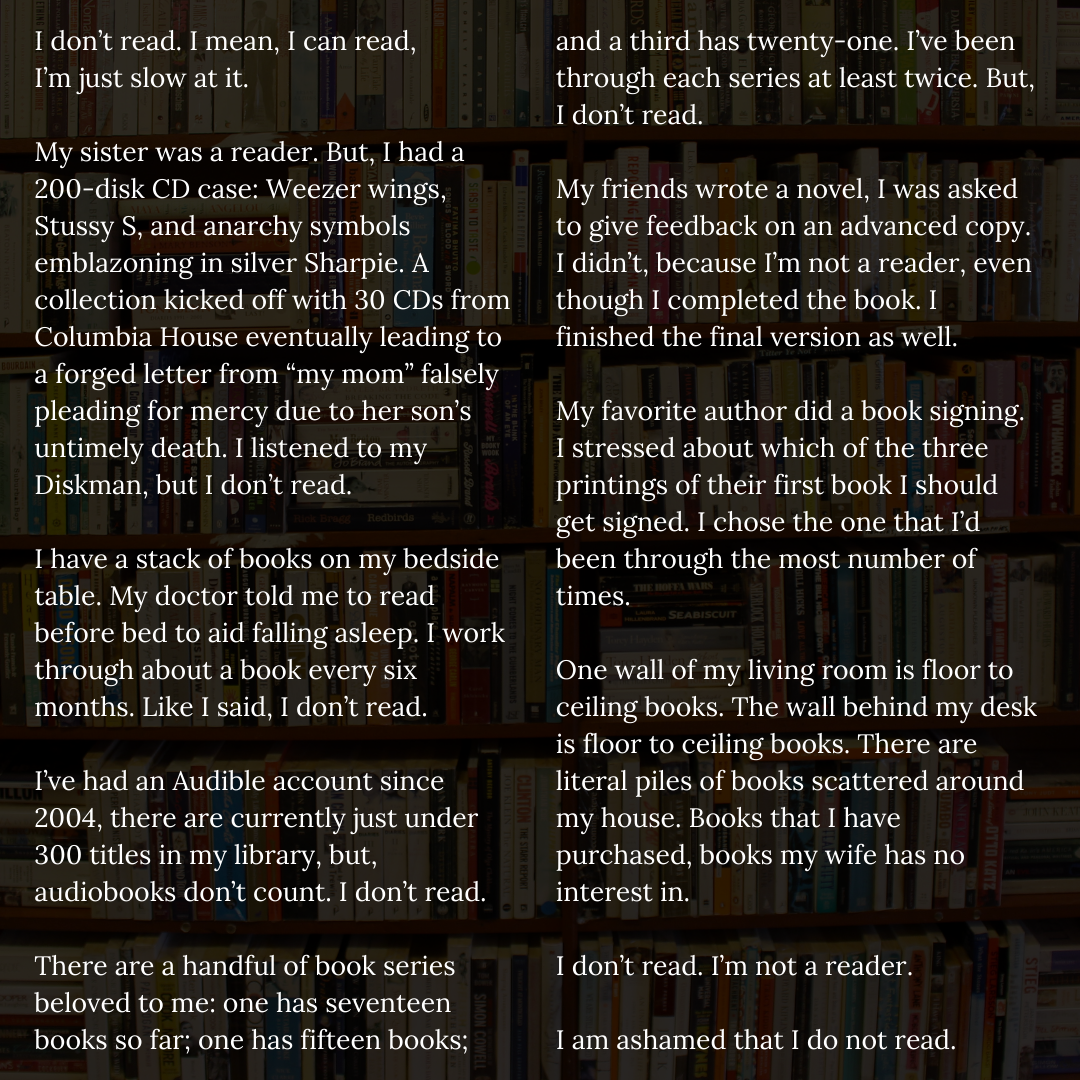 I don’t read. I mean, I can read,
I’m just slow at it.
My sister was a reader. But, I had a
200-disk CD case: Weezer wings,
Stussy S, and anarchy symbols
emblazoning in silver Sharpie. A
collection kicked off with 30 CDs from
Columbia House eventually leading to
a forged letter from “my mom” falsely
pleading for mercy due to her son’s
untimely death. I listened to my
Diskman, but I don’t read.
I have a stack of books on my bedside
table. My doctor told me to read
before bed to aid falling asleep. I work
through about a book every six
months. Like I said, I don’t read.
I’ve had an Audible account since
2004, there are currently just under
300 titles in my library, but,
audiobooks don’t count. I don’t read.
There are a handful of book series
beloved to me: one has seventeen
books so far; one has fifteen books;
and a third has twenty-one. I’ve been
through each series at least twice. But,
I don’t read.
My friends wrote a novel, I was asked
to give feedback on an advanced copy.
I didn’t, because I’m not a reader, even
though I completed the book. I
finished the final version as well.
My favorite author did a book signing.
I stressed about which of the three
printings of their first book I should
get signed. I chose the one that I’d
been through the most number of
times.
One wall of my living room is floor to
ceiling books. The wall behind my desk
is floor to ceiling books. There are
literal piles of books scattered around
my house. Books that I have
purchased, books my wife has no
interest in.
I don’t read. I’m not a reader.
I am ashamed that I do not read.
Redbirds
SEABISCUIT
TONY HANCOCK
SIMON COWELL